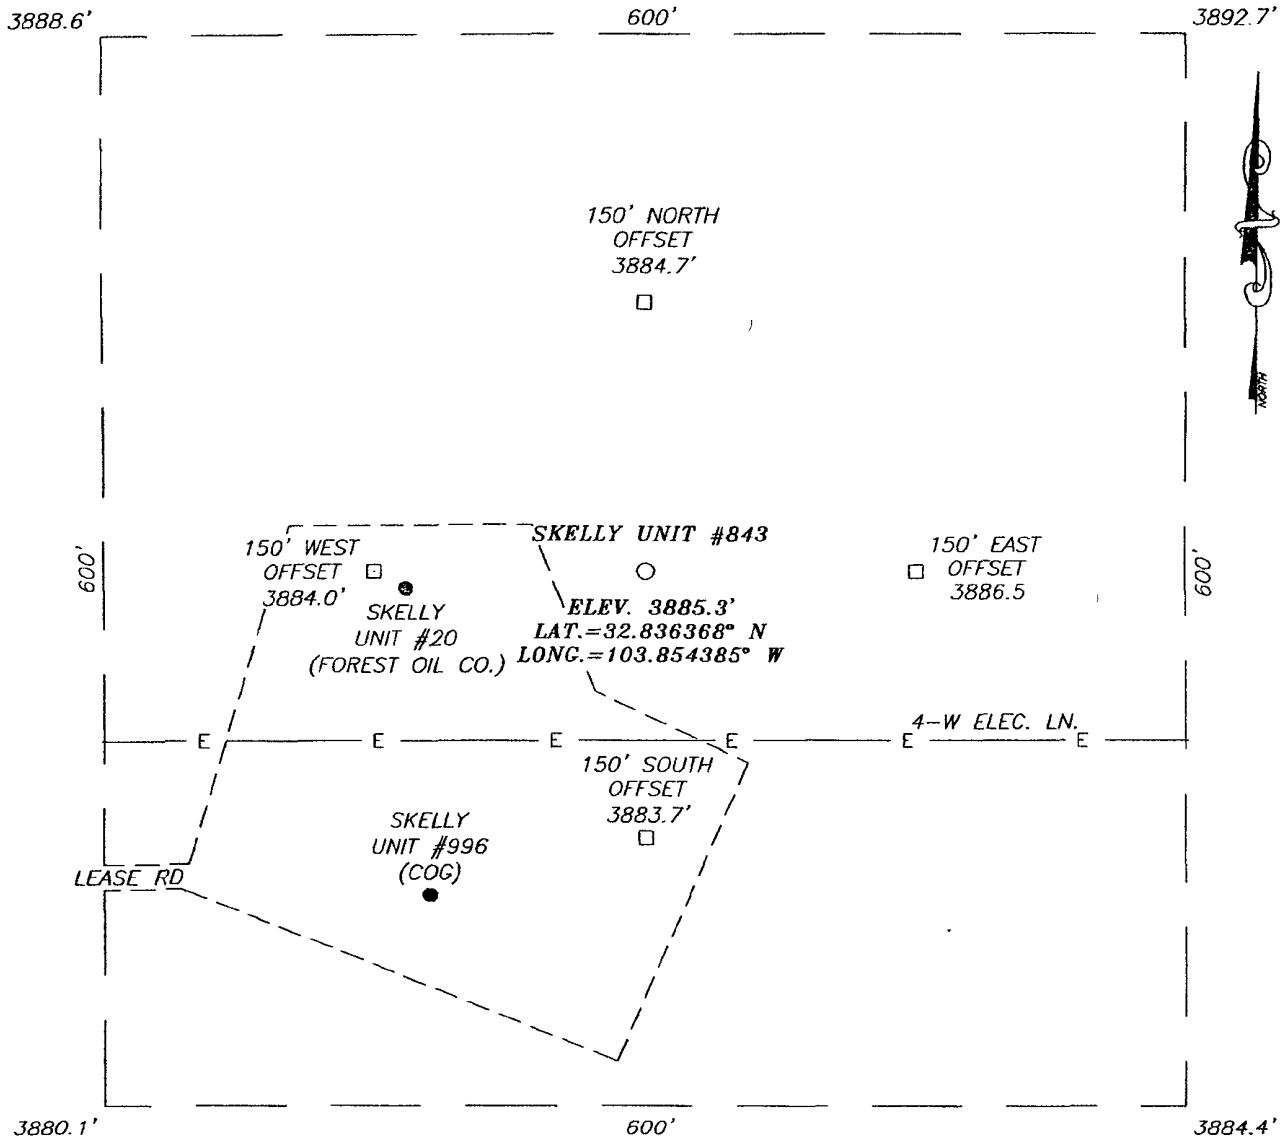 3888.6'
600'
3892.7'
150' NORTH
OFFSET
3884.7'
NORTH
600'
150' WEST
OFFSET
3884.0'
SKELLY UNIT #843
ELEV. 3885.3'
LAT.=32.836368° N
LONG.=103.854385° W
150' EAST
OFFSET
3886.5
600'
SKELLY
UNIT #20
(FOREST OIL CO.)
4-W ELEC. LN.
E E E E E E
150' SOUTH
OFFSET
3883.7'
SKELLY
UNIT #996
(COG)
LEASE RD
3880.1'
600'
3884.4'